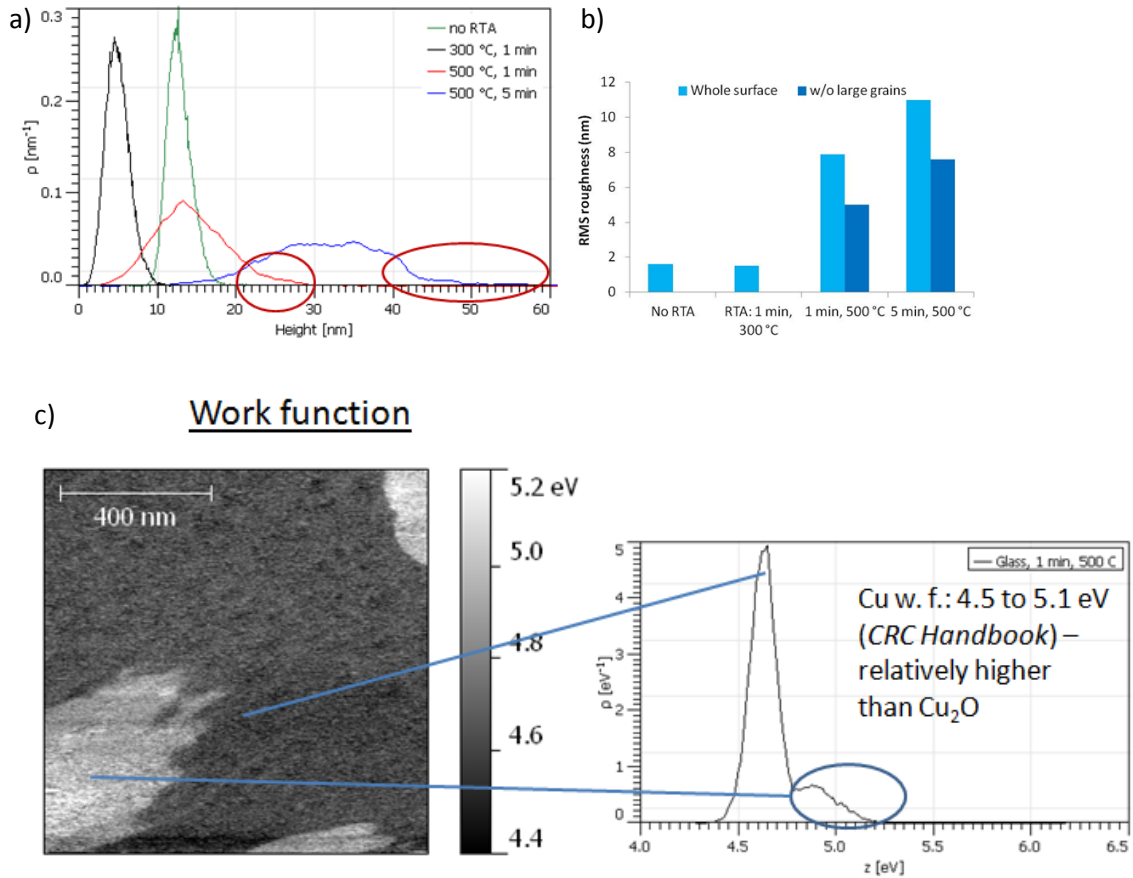 a)
0.3
0.2
0.1
0.0
ρ [nm⁻¹]
no RTA
300 °C, 1 min
500 °C, 1 min
500 °C, 5 min
0 10 20 30 40 50 60
Height [nm]
b)
12
10
8
6
4
2
0
RMS roughness (nm)
Whole surface w/o large grains
No RTA RTA: 1 min, 1 min, 500 °C 5 min, 500 °C
300 °C
c)
Work function
400 nm
5.2 eV
5.0
4.8
4.6
4.4
5
4
3
2
1
0
ρ [eV⁻¹]
Glass, 1 min, 500 C
Cu w. f.: 4.5 to 5.1 eV
(CRC Handbook) –
relatively higher
than Cu₂O
4.0 4.5 5.0 5.5 6.0 6.5
z [eV]